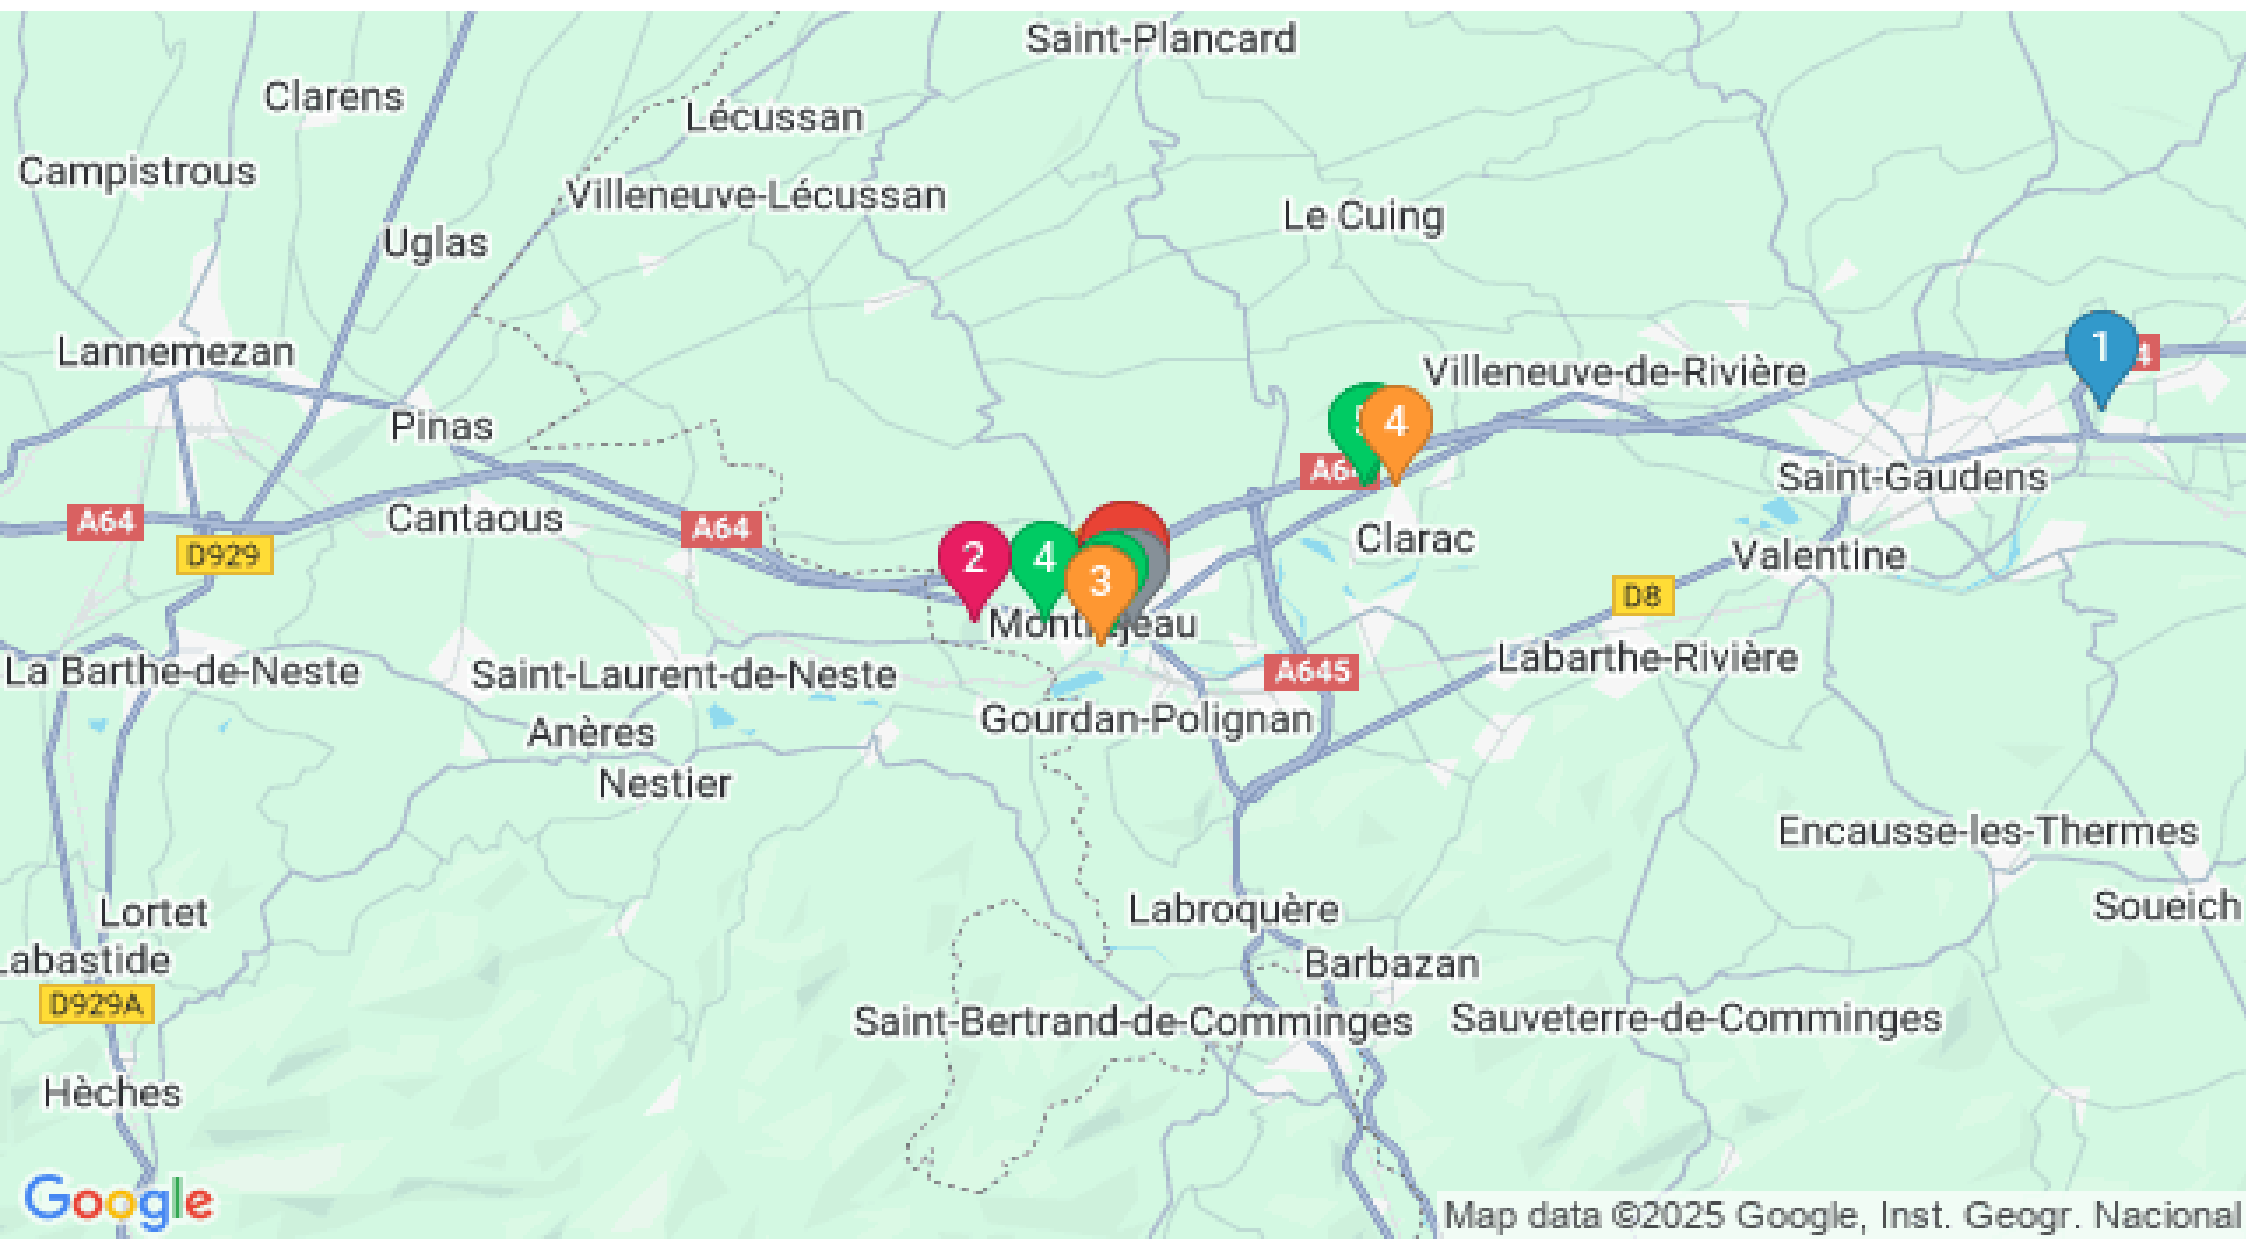 Saint-Plancard
Clarens
Lécussan
Campistrous
Villeneuve-Lécussan
Le Cuing
Uglas
1
4
Lannemezan
Villeneuve-de-Rivière
Pinas
5
4
A64
Saint-Gaudens
Cantaous
A64
A64
Clarac
D929
2
4
3
Valentine
D8
Saint-Laurent-de-Neste
La Barthe-de-Neste
A645
Labarthe-Rivière
Gourdan-Polignan
Anères
Nestier
Encausse-les-Thermes
Lortet
Labroquère
Soueich
Labastide
Barbazan
D929A
Saint-Bertrand-de-Comminges
Sauveterre-de-Comminges
Hèches
Google
Map data ©2025 Google, Inst. Geogr. Nacional